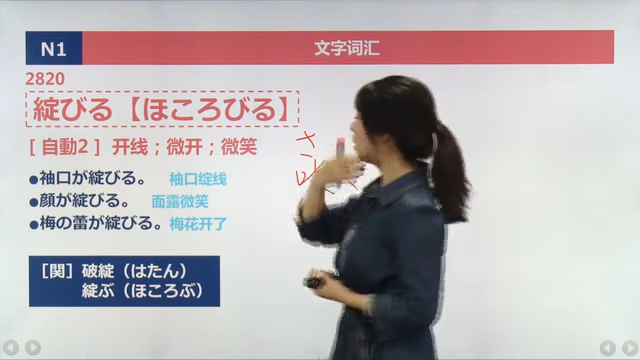 N1
文字词汇
2820
綻びる【ほころびる】
[自動2] 开线；微开；微笑
●袖口が綻びる。 袖口绽线
●顔が綻びる。 面露微笑
●梅の蕾が綻びる。 梅花开了
[関] 破綻（はたん）
綻ぶ（ほころぶ）